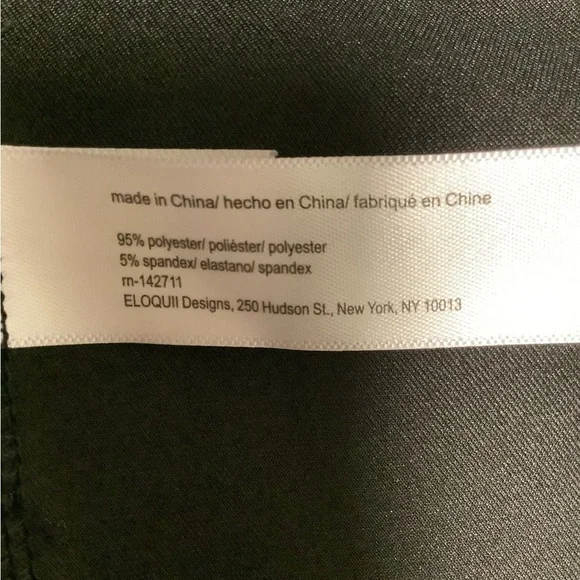 made in China/ hecho en China/ fabriqué en Chine
95% polyester/ poliéster/ polyester
5% spandex/ elastano/ spandex
rn-142711
ELOQUII Designs, 250 Hudson St., New York, NY 10013